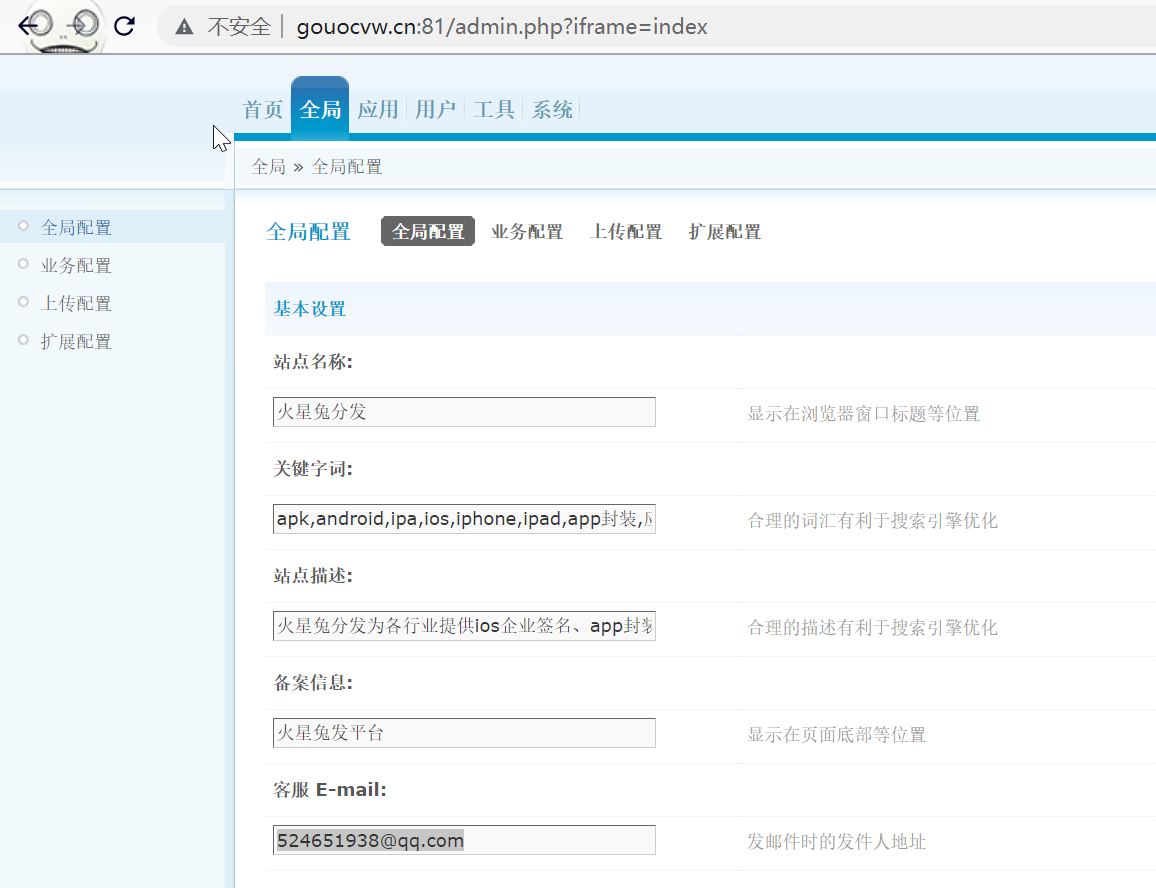 不安全 gouocvw.cn:81/admin.php?iframe=index
首页 全局 应用 用户 工具 系统
全局 » 全局配置
全局配置
业务配置
上传配置
扩展配置
全局配置 全局配置 业务配置 上传配置 扩展配置
基本设置
站点名称:
火星兔分发 显示在浏览器窗口标题等位置
关键字词:
apk,android,ipa,ios,iphone,ipad,app封装, 合理的词汇有利于搜索引擎优化
站点描述:
火星兔分发为各行业提供ios企业签名、app封装 合理的描述有利于搜索引擎优化
备案信息:
火星兔发平台 显示在页面底部等位置
客服 E-mail:
524651938@qq.com 发邮件时的发件人地址